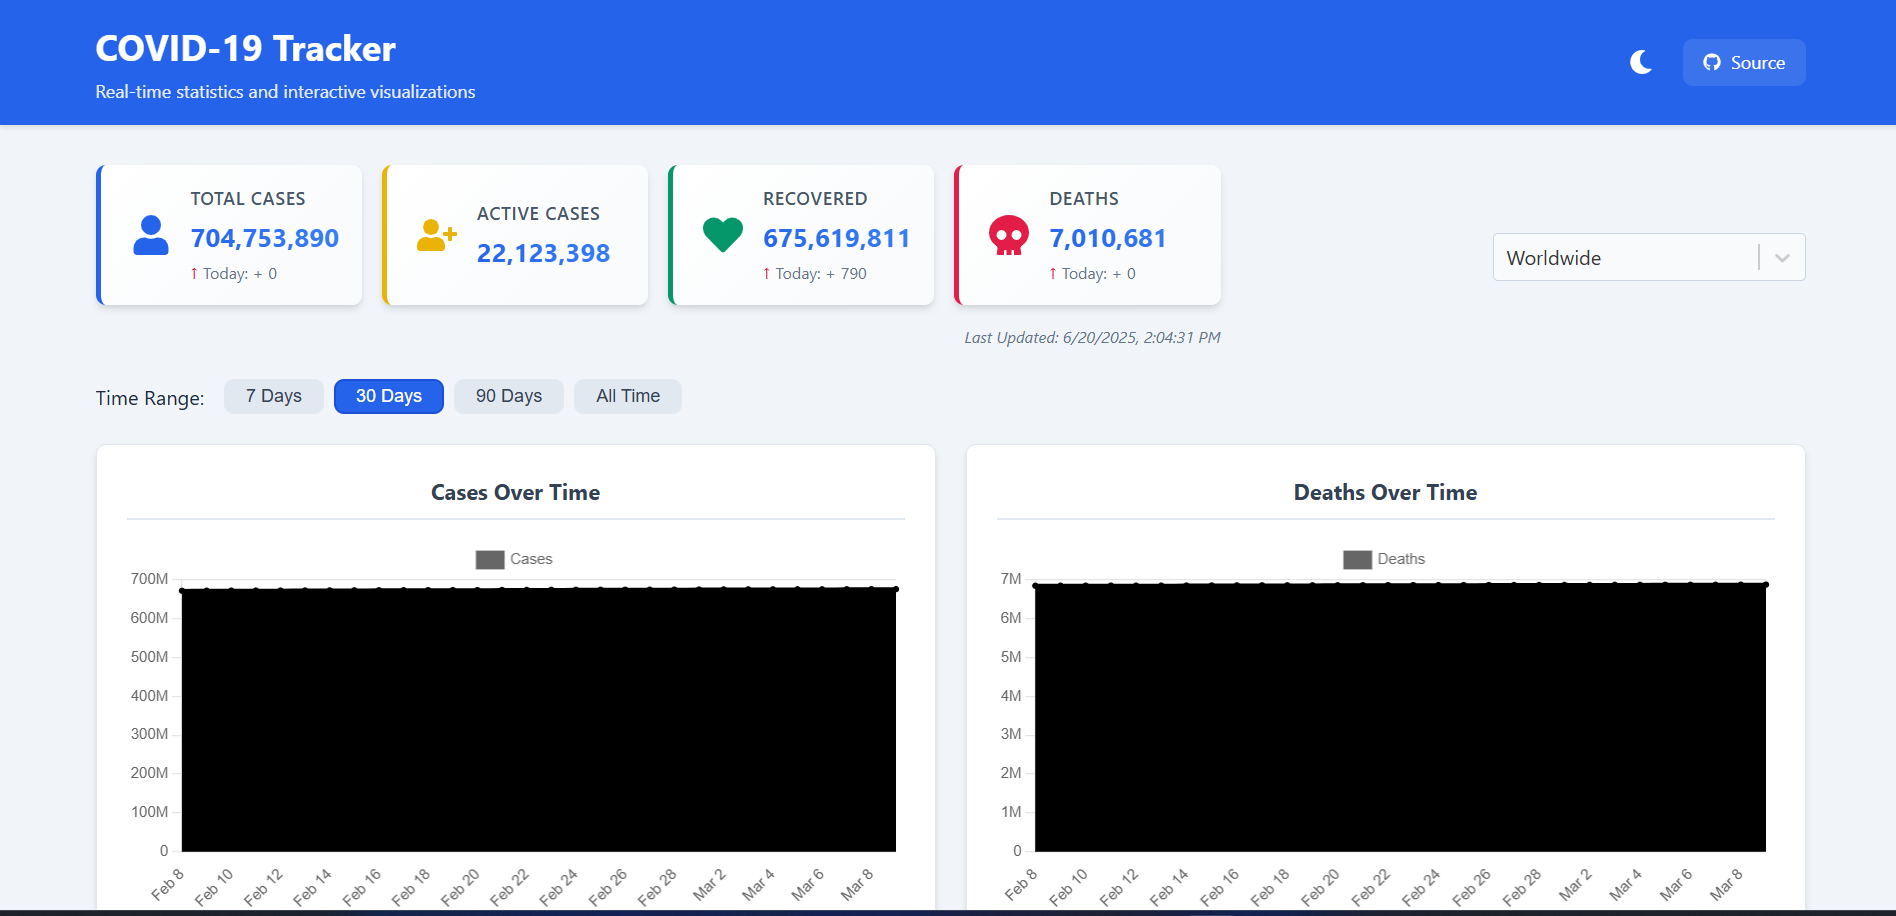 COVID-19 Tracker
Real-time statistics and interactive visualizations
Source
TOTAL CASES
704,753,890
↑ Today: + 0
ACTIVE CASES
22,123,398
RECOVERED
675,619,811
↑ Today: + 790
DEATHS
7,010,681
↑ Today: + 0
Worldwide
Last Updated: 6/20/2025, 2:04:31 PM
Time Range:
7 Days
30 Days
90 Days
All Time
Cases Over Time
Cases
700M
600M
500M
400M
300M
200M
100M
0
Feb 8
Feb 10
Feb 12
Feb 14
Feb 16
Feb 18
Feb 20
Feb 22
Feb 24
Feb 26
Feb 28
Mar 2
Mar 4
Mar 6
Mar 8
Deaths Over Time
Deaths
7M
6M
5M
4M
3M
2M
1M
0
Feb 8
Feb 10
Feb 12
Feb 14
Feb 16
Feb 18
Feb 20
Feb 22
Feb 24
Feb 26
Feb 28
Mar 2
Mar 4
Mar 6
Mar 8